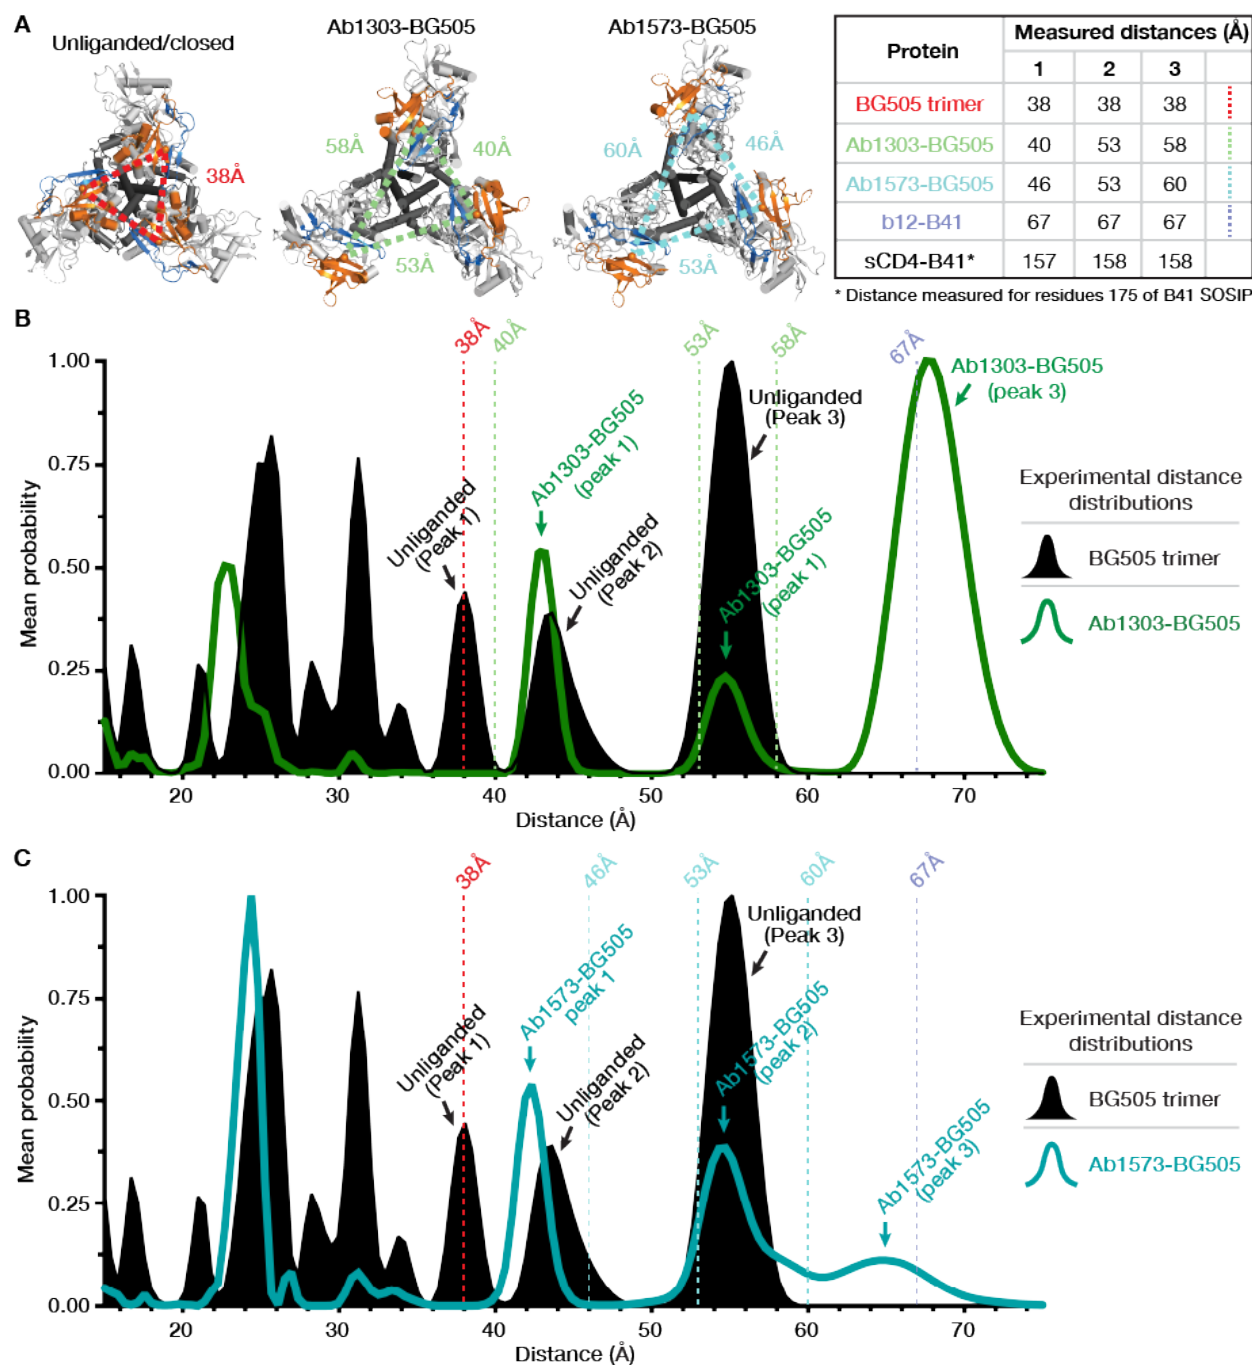 A
Unliganded/closed
Ab1303-BG505
Ab1573-BG505
38Å
58Å
40Å
53Å
60Å
46Å
53Å
Protein Measured distances (Å)
1 2 3
BG505 trimer 38 38 38
Ab1303-BG505 40 53 58
Ab1573-BG505 46 53 60
b12-B41 67 67 67
sCD4-B41* 157 158 158
* Distance measured for residues 175 of B41 SOSIP
B
38Å
40Å
53Å
58Å
67Å
Mean probability
1.00
0.75
0.50
0.25
0.00
Unliganded
(Peak 1)
Ab1303-BG505
(peak 1)
Unliganded
(Peak 2)
Unliganded
(Peak 3)
Ab1303-BG505
(peak 1)
Ab1303-BG505
(peak 3)
20 30 40 50 60 70
Distance (Å)
Experimental distance
distributions
BG505 trimer
Ab1303-BG505
C
38Å
46Å
53Å
60Å
67Å
Mean probability
1.00
0.75
0.50
0.25
0.00
Unliganded
(Peak 1)
Ab1573-BG505
peak 1
Unliganded
(Peak 2)
Unliganded
(Peak 3)
Ab1573-BG505
(peak 2)
Ab1573-BG505
(peak 3)
20 30 40 50 60 70
Distance (Å)
Experimental distance
distributions
BG505 trimer
Ab1573-BG505